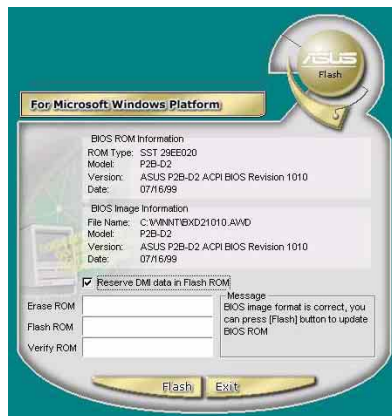 ASUS
Flash
For Microsoft Windows Platform
BIOS ROM Information
ROM Type: SST 29EE020
Model: P2B-D2
Version: ASUS P2B-D2 ACPI BIOS Revision 1010
Date: 07/16/99
BIOS Image Information
File Name: C:\WINNT\BXD21010.AWD
Model: P2B-D2
Version: ASUS P2B-D2 ACPI BIOS Revision 1010
Date: 07/16/99
Reserve DMI data in Flash ROM
Erase ROM
Flash ROM
Verify ROM
Message
BIOS image format is correct, you
can press [Flash] button to update
BIOS ROM
Flash
Exit